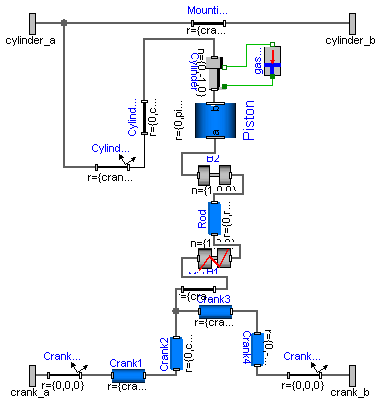 Mounti...
cylinder_a
cylinder_b
r={cra...
Cylinder
n={0,-1,0}
gas...
Cylind...
r={0,c...
r={0,pi...
Piston
Cylind...
r={cran...
B2
n={1,0,0}
Rod
r={0,r...
n={1
B1
r={cra...
Crank3
r={cra...
Crank2
r={0,c...
Crank4
r={0,-...
Crank...
Crank1
Crank...
crank_a
r={0,0,0}
r={cra...
r={0,0,0}
crank_b